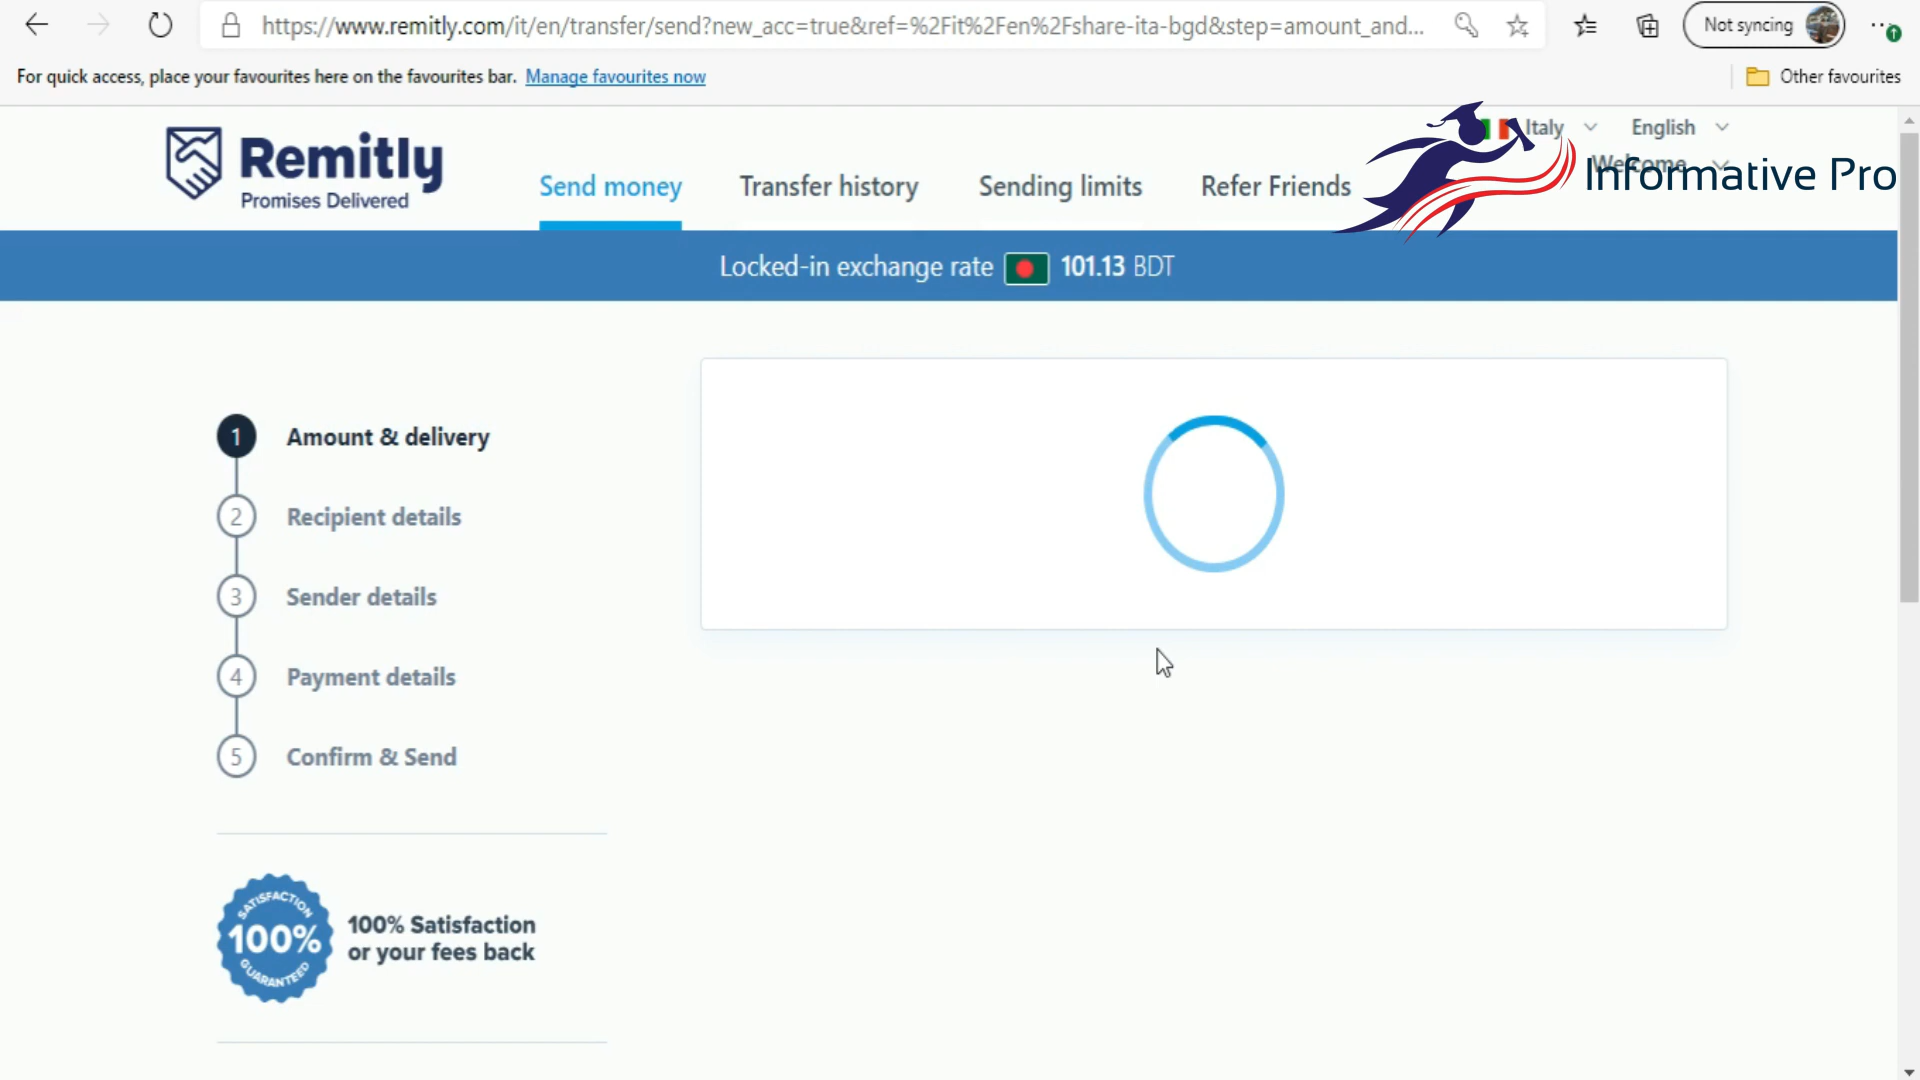 https://www.remitly.com/it/en/transfer/send?new_acc=true&ref=%2Fit%2Fen%2Fshare-ita-bgd&step=amount_and...
Not syncing
For quick access, place your favourites here on the favourites bar. Manage favourites now
Other favourites
Remitly
Promises Delivered
Send money
Transfer history
Sending limits
Refer Friends
Italy
English
Welcome
Informative Pro
Locked-in exchange rate 101.13 BDT
1 Amount & delivery
2 Recipient details
3 Sender details
4 Payment details
5 Confirm & Send
SATISFACTION
100%
GUARANTEED
100% Satisfaction
or your fees back